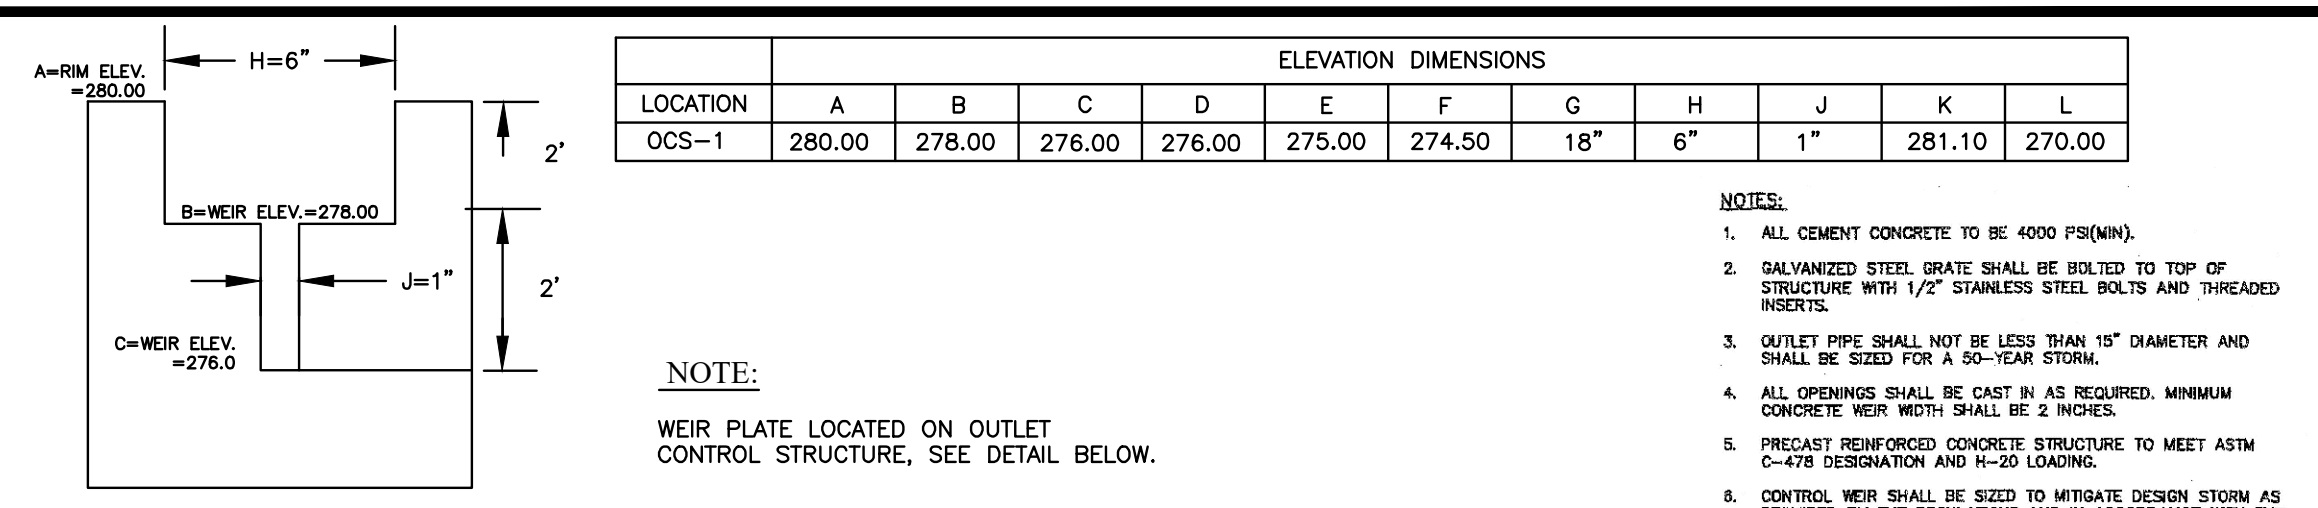 A=RIM ELEV.
=280.00
H=6"
2'
B=WEIR ELEV.=278.00
J=1"
2'
C=WEIR ELEV.
=276.0
ELEVATION DIMENSIONS
LOCATION A B C D E F G H J K L
OCS-1 280.00 278.00 276.00 276.00 275.00 274.50 18" 6" 1" 281.10 270.00
NOTE:
WEIR PLATE LOCATED ON OUTLET
CONTROL STRUCTURE, SEE DETAIL BELOW.
NOTES:
1. ALL CEMENT CONCRETE TO BE 4000 PSI(MIN).
2. GALVANIZED STEEL GRATE SHALL BE BOLTED TO TOP OF
STRUCTURE WITH 1/2" STAINLESS STEEL BOLTS AND THREADED
INSERTS.
3. OUTLET PIPE SHALL NOT BE LESS THAN 15" DIAMETER AND
SHALL BE SIZED FOR A 50-YEAR STORM.
4. ALL OPENINGS SHALL BE CAST IN AS REQUIRED. MINIMUM
CONCRETE WEIR WIDTH SHALL BE 2 INCHES.
5. PRECAST REINFORCED CONCRETE STRUCTURE TO MEET ASTM
C-478 DESIGNATION AND H-20 LOADING.
6. CONTROL WEIR SHALL BE SIZED TO MITIGATE DESIGN STORM AS